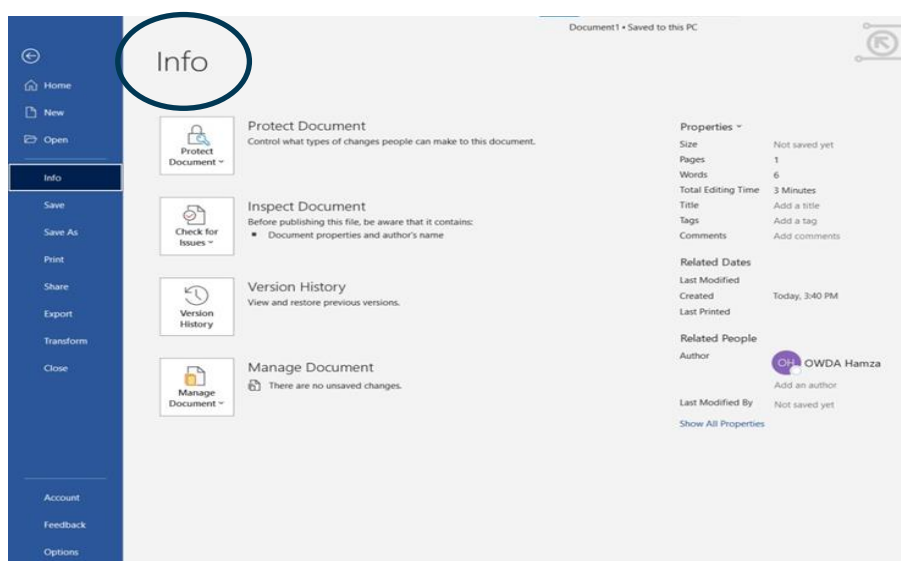 Document1 • Saved to this PC
Info
Home
New
Open
Info
Save
Save As
Print
Share
Export
Transform
Close
Account
Feedback
Options
Protect
Document
Protect Document
Control what types of changes people can make to this document.
Check for
Issues
Inspect Document
Before publishing this file, be aware that it contains:
▪ Document properties and author's name
Version
History
Version History
View and restore previous versions.
Manage
Document
Manage Document
There are no unsaved changes.
Properties
Size Not saved yet
Pages 1
Words 6
Total Editing Time 3 Minutes
Title Add a title
Tags Add a tag
Comments Add comments
Related Dates
Last Modified
Created Today, 3:40 PM
Last Printed
Related People
Author OH OWDA Hamza
Add an author
Last Modified By Not saved yet
Show All Properties